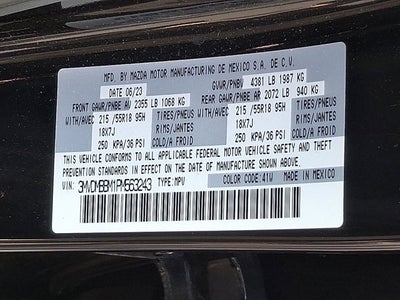 MFD. BY MAZDA MOTOR MANUFACTURING DE MEXICO S.A. DE C.V.
DATE 06/23 GVWR/PNBV 4381 LB 1987 KG
FRONT GAWR/PNBE AV 2355 LB 1068 KG REAR GAWR/PNBE AR 2072 LB 940 KG
WITH/AVEC 215 /55R18 95H TIRES/PNEUS WITH/AVEC 215 /55R18 95H TIRES/PNEUS
18X7J RIMS/JANTES 18X7J RIMS/JANTES
250 KPA/36 PSI COLD/A FROID 250 KPA/36 PSI COLD/A FROID
THIS VEHICLE CONFORMS TO ALL APPLICABLE FEDERAL MOTOR VEHICLE SAFETY AND THEFT
PREVENTION STANDARDS IN EFFECT ON THE DATE OF MANUFACTURE SHOWN ABOVE.
VIN: 3MVDMBBM1PM563243 TYPE:MPV COLOR CODE:41W MADE IN MEXICO